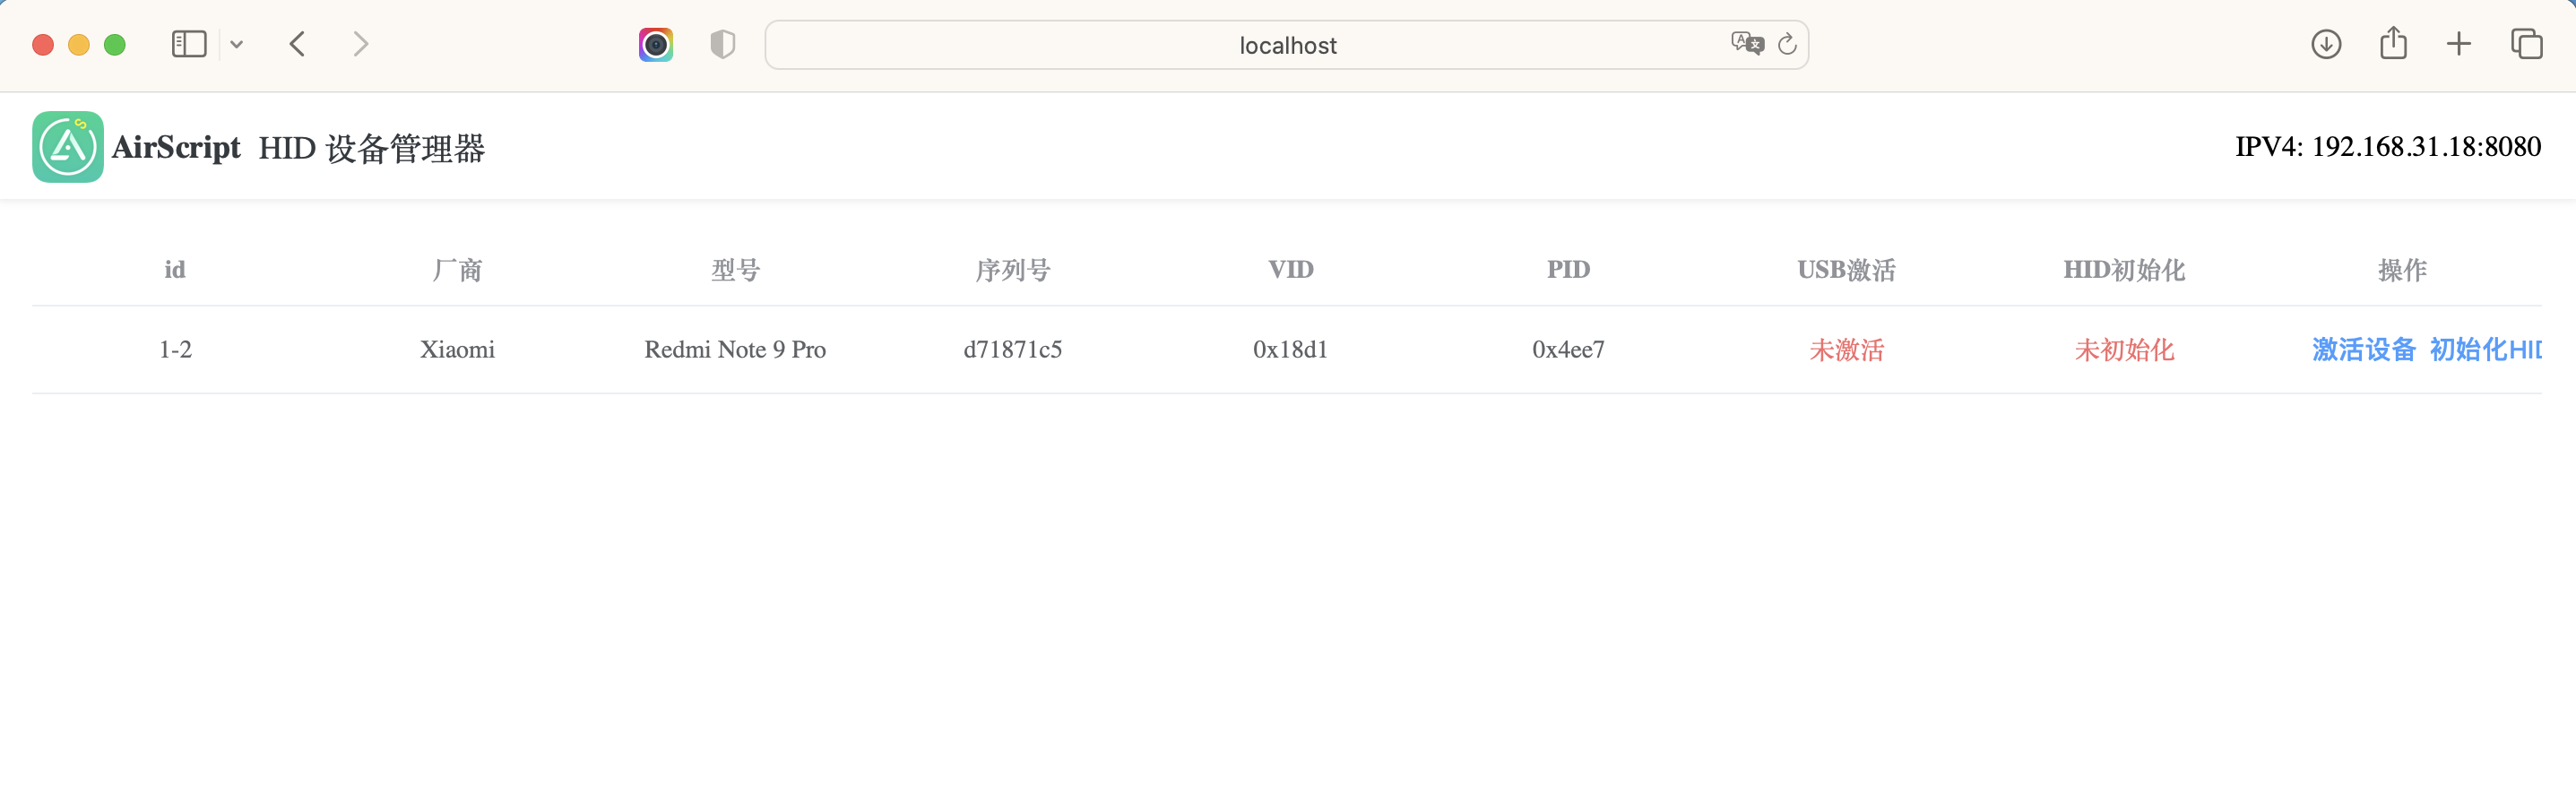 localhost
AirScript HID 设备管理器
IPV4: 192.168.31.18:8080
id 厂商 型号 序列号 VID PID USB激活 HID初始化 操作
1-2 Xiaomi Redmi Note 9 Pro d71871c5 0x18d1 0x4ee7 未激活 未初始化 激活设备 初始化HID